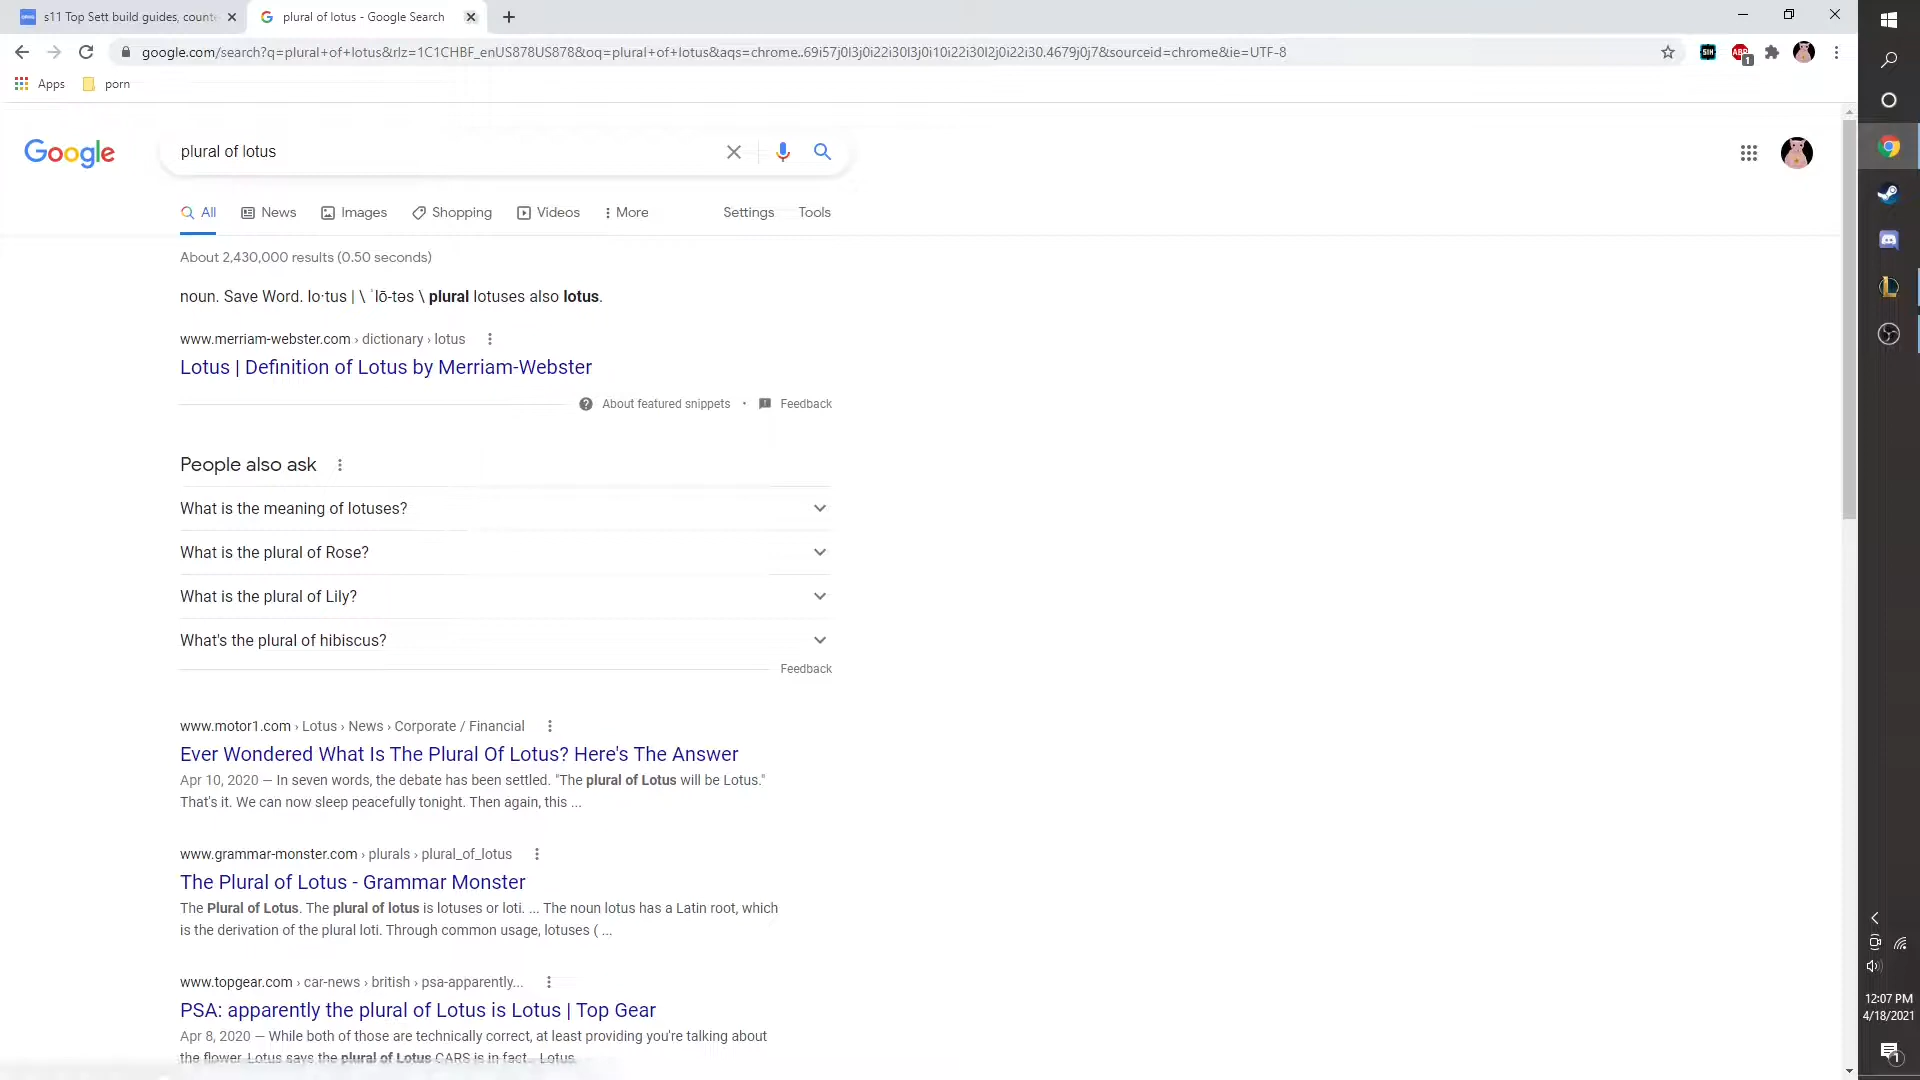 s11 Top Sett build guides, counte
plural of lotus - Google Search
google.com/search?q=plural+of+lotus&rlz=1C1CHBF_enUS878US878&oq=plural+of+lotus&aqs=chrome..69i57j0l3j0i22i30l3j0i10i22i30l2j0i22i30.4679j0j7&sourceid=chrome&ie=UTF-8
Apps
porn
Google
plural of lotus
All
News
Images
Shopping
Videos
More
Settings
Tools
About 2,430,000 results (0.50 seconds)
noun. Save Word. lo·tus | \ ˈlō-təs \ plural lotuses also lotus.
www.merriam-webster.com › dictionary › lotus
Lotus | Definition of Lotus by Merriam-Webster
About featured snippets • Feedback
People also ask
What is the meaning of lotuses?
What is the plural of Rose?
What is the plural of Lily?
What's the plural of hibiscus?
Feedback
www.motor1.com › Lotus › News › Corporate / Financial
Ever Wondered What Is The Plural Of Lotus? Here's The Answer
Apr 10, 2020 — In seven words, the debate has been settled. "The plural of Lotus will be Lotus."
That's it. We can now sleep peacefully tonight. Then again, this ...
www.grammar-monster.com › plurals › plural_of_lotus
The Plural of Lotus - Grammar Monster
The Plural of Lotus. The plural of lotus is lotuses or loti. ... The noun lotus has a Latin root, which
is the derivation of the plural loti. Through common usage, lotuses ( ...
www.topgear.com › car-news › british › psa-apparently...
PSA: apparently the plural of Lotus is Lotus | Top Gear
Apr 8, 2020 — While both of those are technically correct, at least providing you're talking about
the flower, Lotus says the plural of Lotus CARS is in fact... Lotus.
ABP
1
12:07 PM
4/18/2021
1